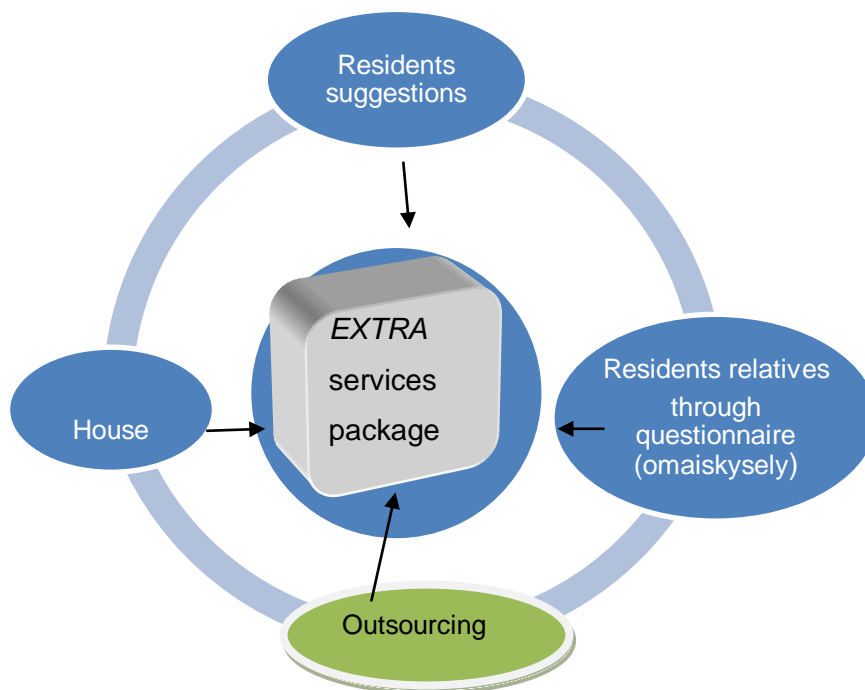 Residents
suggestions
EXTRA
services
package
House
Residents relatives
through
questionnaire
(omaiskysely)
Outsourcing